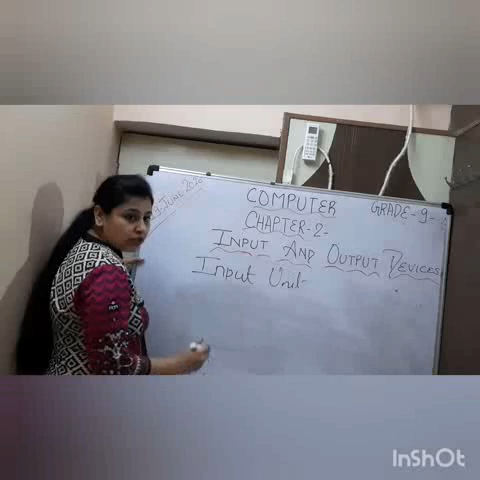 COMPUTER GRADE-9
CHAPTER-2-
INPUT AND OUTPUT DEVICES
Input Unit
InShOt